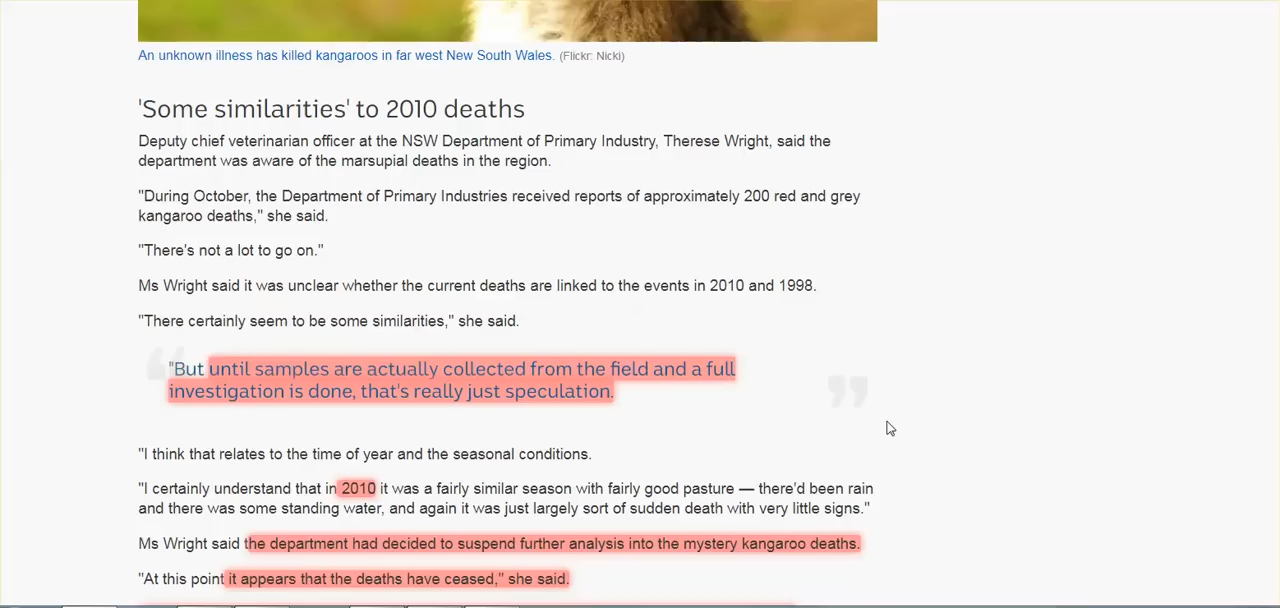 An unknown illness has killed kangaroos in far west New South Wales. (Flickr: Nicki)
'Some similarities' to 2010 deaths
Deputy chief veterinarian officer at the NSW Department of Primary Industry, Therese Wright, said the
department was aware of the marsupial deaths in the region.
"During October, the Department of Primary Industries received reports of approximately 200 red and grey
kangaroo deaths," she said.
"There's not a lot to go on."
Ms Wright said it was unclear whether the current deaths are linked to the events in 2010 and 1998.
"There certainly seem to be some similarities," she said.
"But until samples are actually collected from the field and a full
investigation is done, that's really just speculation.
"I think that relates to the time of year and the seasonal conditions.
"I certainly understand that in 2010 it was a fairly similar season with fairly good pasture — there'd been rain
and there was some standing water, and again it was just largely sort of sudden death with very little signs."
Ms Wright said the department had decided to suspend further analysis into the mystery kangaroo deaths.
"At this point it appears that the deaths have ceased," she said.